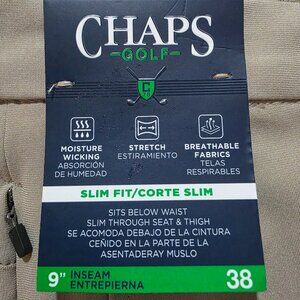 CHAPS
GOLF
C
MOISTURE
WICKING
ABSORCIÓN
DE HUMEDAD
STRETCH
ESTIRAMIENTO
BREATHABLE
FABRICS
TELAS
RESPIRABLES
SLIM FIT/CORTE SLIM
SITS BELOW WAIST
SLIM THROUGH SEAT & THIGH
SE ACOMODA DEBAJO DE LA CINTURA
CEÑIDO EN LA PARTE DE LA
ASENTADERAY MUSLO
9" INSEAM
ENTREPIERNA
38